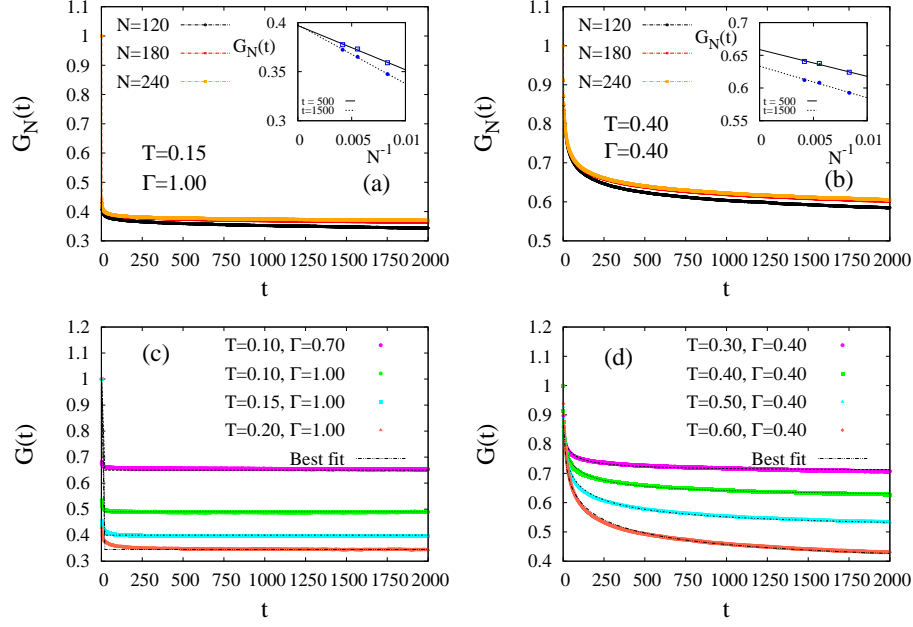 N=120
N=180
N=240
G_N(t)
0.4
0.35
0.3
0
0.005
0.01
N^{-1}
t = 500
t=1500
T=0.15
Γ=1.00
(a)
1.1
1
0.9
0.8
0.7
0.6
0.5
0.4
0.3
G_N(t)
0 250 500 750 1000 1250 1500 1750 2000
t
N=120
N=180
N=240
G_N(t)
0.7
0.65
0.6
0.55
0
0.005
0.01
N^{-1}
t = 500
t=1500
T=0.40
Γ=0.40
(b)
1.1
1
0.9
0.8
0.7
0.6
0.5
G_N(t)
0 250 500 750 1000 1250 1500 1750 2000
t
(c)
T=0.10, Γ=0.70
T=0.10, Γ=1.00
T=0.15, Γ=1.00
T=0.20, Γ=1.00
Best fit
1.2
1.1
1
0.9
0.8
0.7
0.6
0.5
0.4
0.3
G(t)
0 250 500 750 1000 1250 1500 1750 2000
t
(d)
T=0.30, Γ=0.40
T=0.40, Γ=0.40
T=0.50, Γ=0.40
T=0.60, Γ=0.40
Best fit
1.2
1.1
1
0.9
0.8
0.7
0.6
0.5
0.4
G(t)
0 250 500 750 1000 1250 1500 1750 2000
t